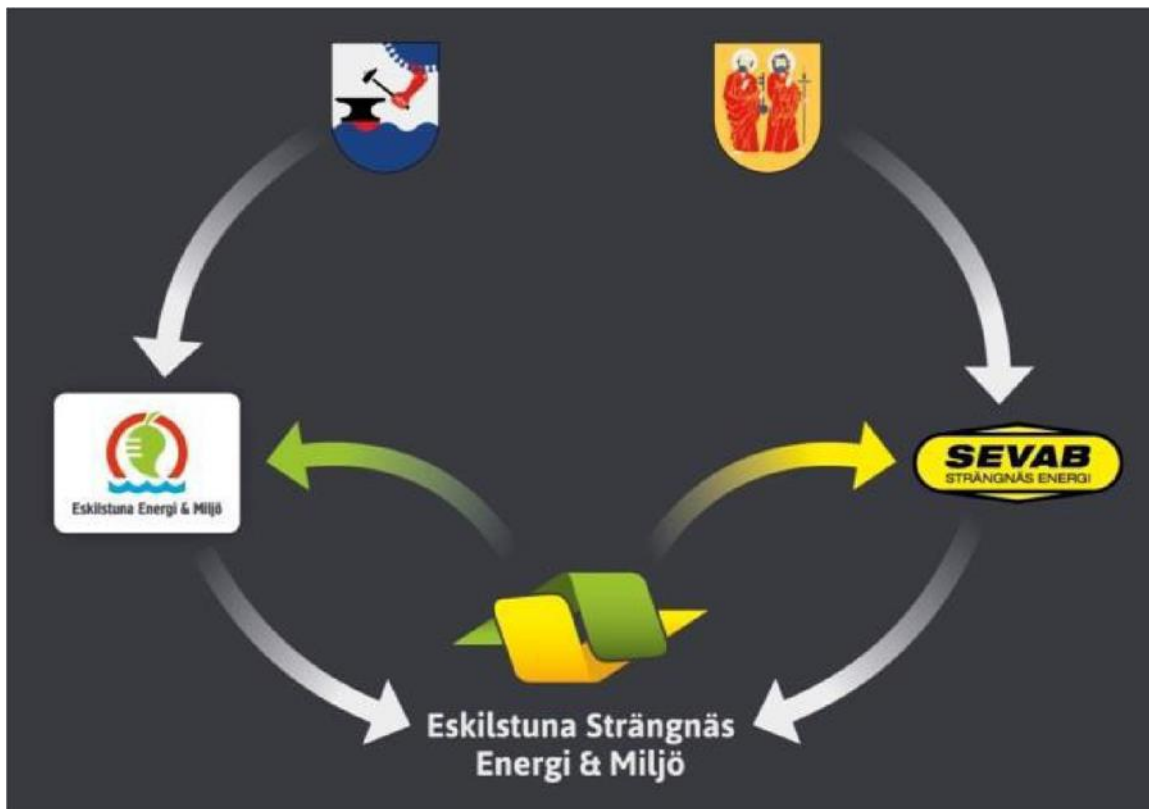 Eskilstuna Energi & Miljö
SEVAB
STRÄNGNÄS ENERGI
Eskilstuna Strängnäs
Energi & Miljö